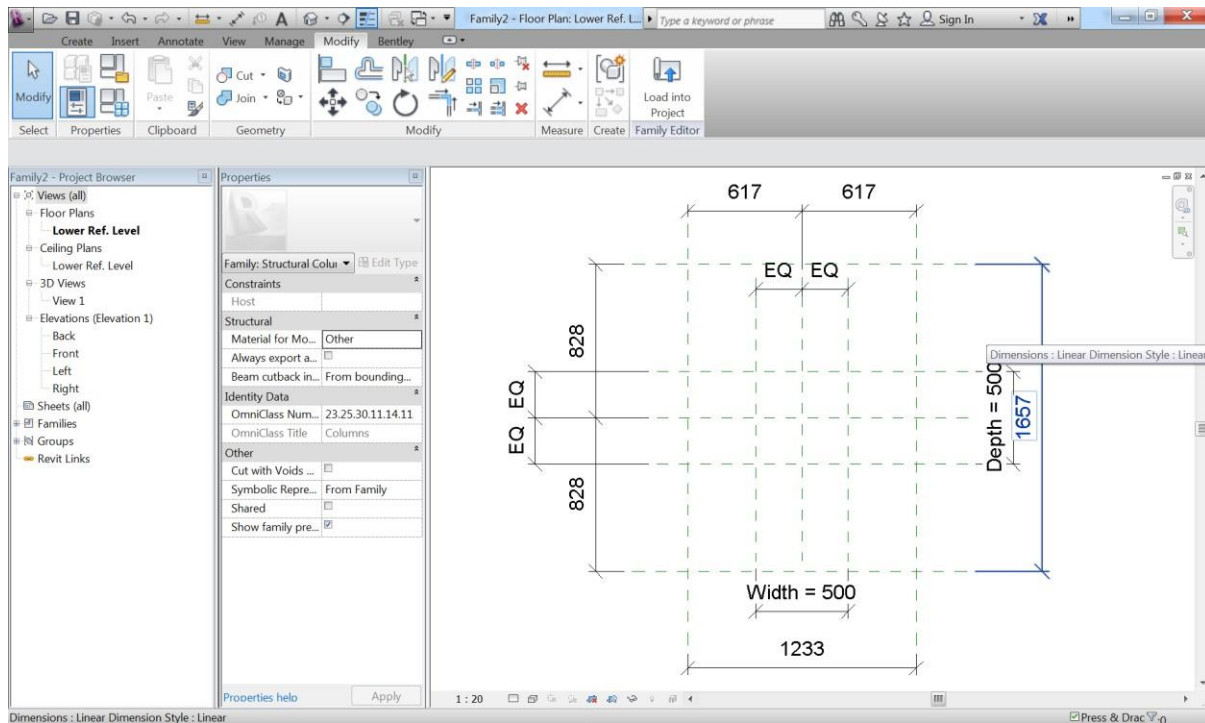 Family2 - Floor Plan: Lower Ref. L...
Type a keyword or phrase
Sign In
Create Insert Annotate View Manage Modify Bentley
Modify
Paste
Cut
Join
Load into
Project
Select Properties Clipboard Geometry Modify Measure Create Family Editor
Family2 - Project Browser
Views (all)
Floor Plans
Lower Ref. Level
Ceiling Plans
Lower Ref. Level
3D Views
View 1
Elevations (Elevation 1)
Back
Front
Left
Right
Sheets (all)
Families
Groups
Revit Links
Properties
Family: Structural Colu
Edit Type
Constraints
Host
Structural
Material for Mo... Other
Always export a...
Beam cutback in... From bounding...
Identity Data
OmniClass Num... 23.25.30.11.14.11
OmniClass Title Columns
Other
Cut with Voids ...
Symbolic Repre... From Family
Shared
Show family pre...
Properties help
Apply
617 617
EQ EQ
828
EQ
EQ
828
Dimensions : Linear Dimension Style : Linear
Depth = 500
1657
Width = 500
1233
1 : 20
Dimensions : Linear Dimension Style : Linear
Press & Drac
:0